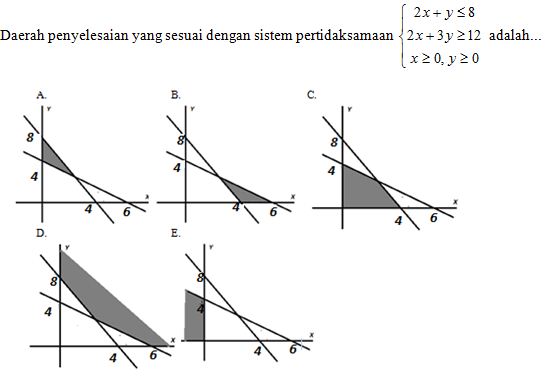 Daerah penyelesaian yang sesuai dengan sistem pertidaksamaan { 2x + y ≤ 8
2x + 3y ≥ 12 adalah...
x ≥ 0, y ≥ 0
A. B. C.
Y Y Y
8 8 8
4 4 4
4 6 x 4 6 x 4 6 x
D. E.
Y Y
8 8
4 4
4 6 x 4 6 x